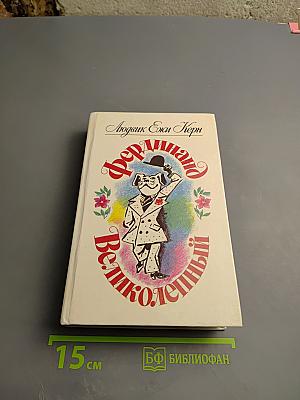 Людвик Ежи Керн
Фердинанд
Великолепный
15 см
БФ БИБЛИОФАН